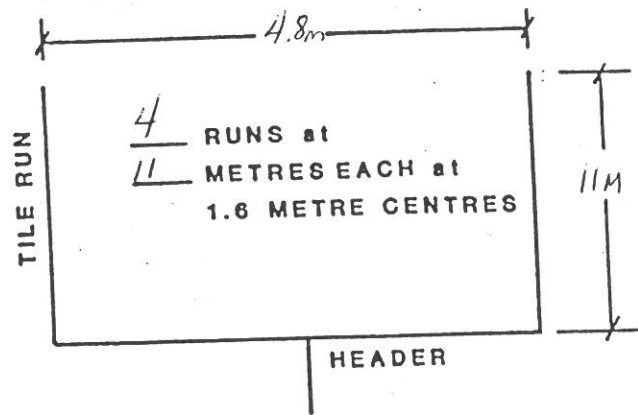 4.8m
4 RUNS at
11 METRES EACH at
1.6 METRE CENTRES
TILE RUN
11M
HEADER